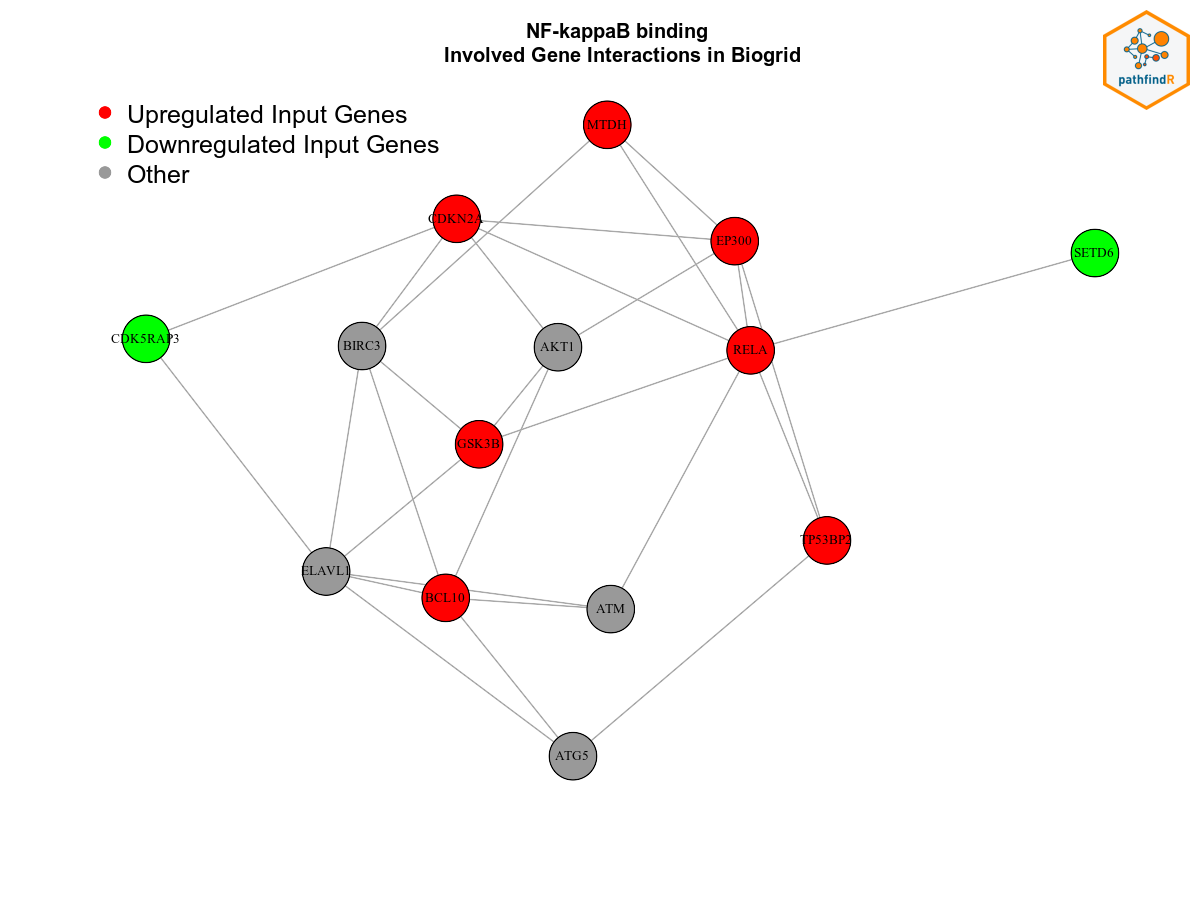 NF-kappaB binding
Involved Gene Interactions in Biogrid
pathfindR
Upregulated Input Genes
Downregulated Input Genes
Other
MTDH
CDKN2A
EP300
SETD6
CDK5RAP3
BIRC3
AKT1
RELA
GSK3B
TP53BP2
ELAVL1
BCL10
ATM
ATG5